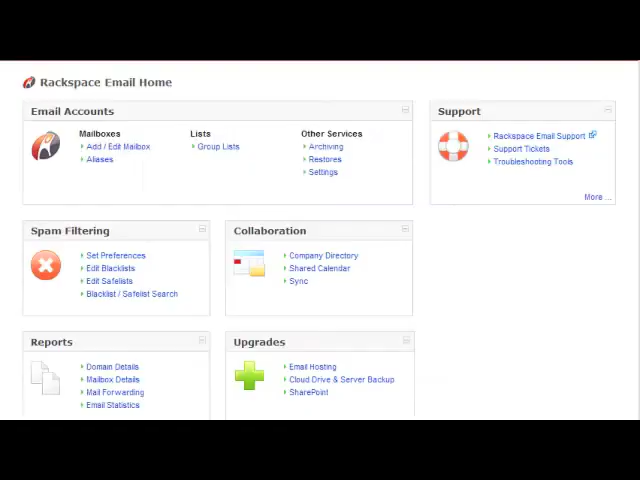 Rackspace Email Home
Email Accounts
Mailboxes
Add / Edit Mailbox
Aliases
Lists
Group Lists
Other Services
Archiving
Restores
Settings
Support
Rackspace Email Support
Support Tickets
Troubleshooting Tools
More ...
Spam Filtering
Set Preferences
Edit Blacklists
Edit Safelists
Blacklist / Safelist Search
Collaboration
Company Directory
Shared Calendar
Sync
Reports
Domain Details
Mailbox Details
Mail Forwarding
Email Statistics
Upgrades
Email Hosting
Cloud Drive & Server Backup
SharePoint